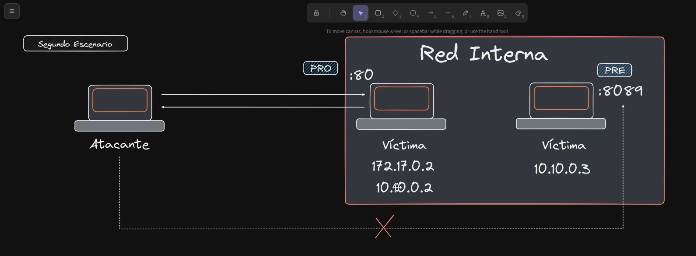 To move canvas, hold mouse wheel or spacebar while dragging, or use the hand tool
Segundo Escenario
Red Interna
PRO
:80
PRE
:8089
Atacante
Víctima
172.17.0.2
10.10.0.2
Víctima
10.10.0.3